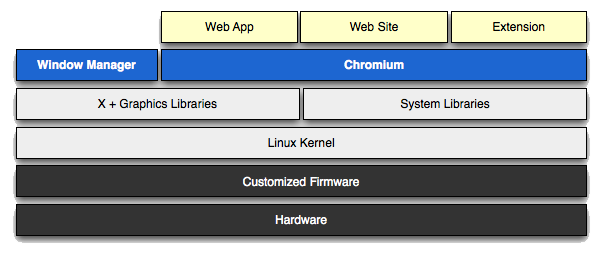 Web App
Web Site
Extension
Window Manager
Chromium
X + Graphics Libraries
System Libraries
Linux Kernel
Customized Firmware
Hardware